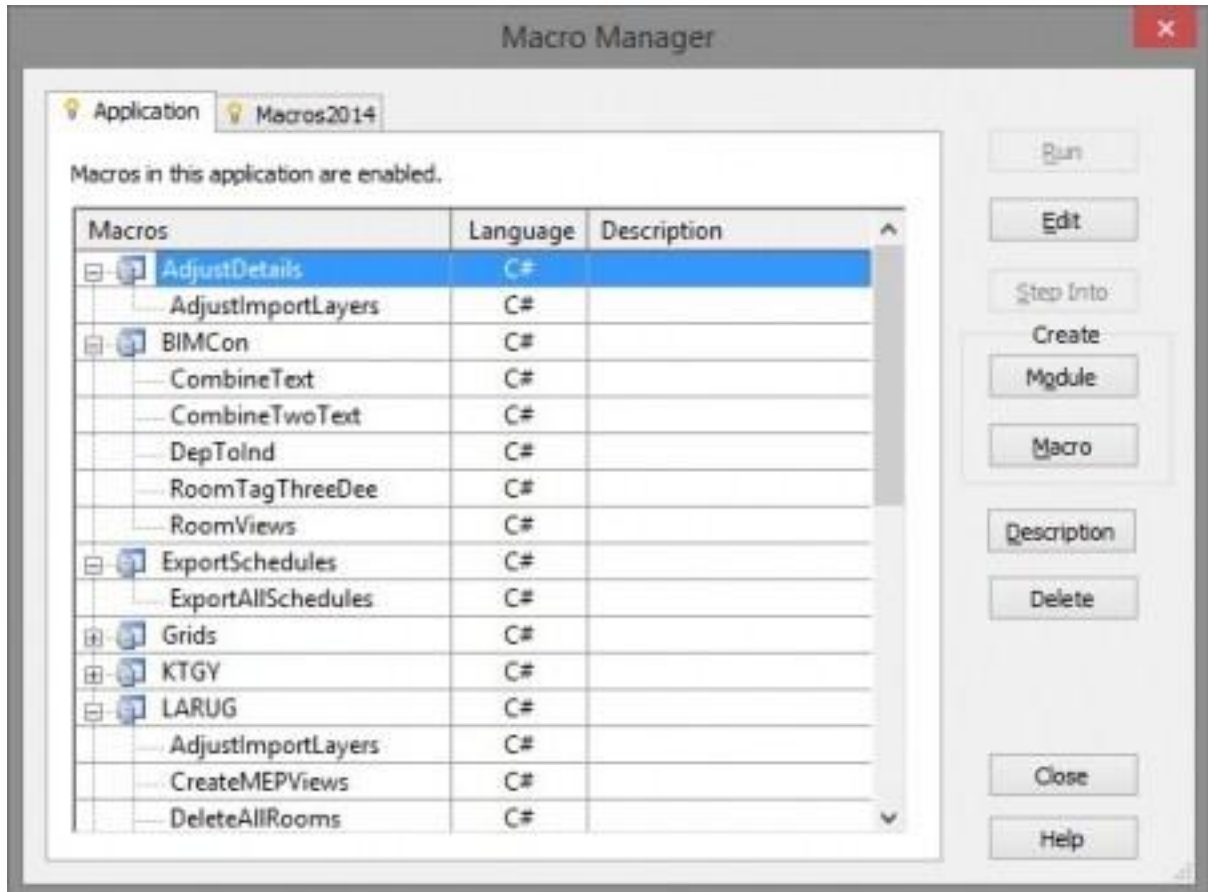 Macro Manager
Application Macros2014
Macros in this application are enabled.
Macros Language Description
AdjustDetails C#
AdjustImportLayers C#
BIMCon C#
CombineText C#
CombineTwoText C#
DepToInd C#
RoomTagThreeDee C#
RoomViews C#
ExportSchedules C#
ExportAllSchedules C#
Grids C#
KTGY C#
LARUG C#
AdjustImportLayers C#
CreateMEPViews C#
DeleteAllRooms C#
Run
Edit
Step Into
Create
Module
Macro
Description
Delete
Close
Help